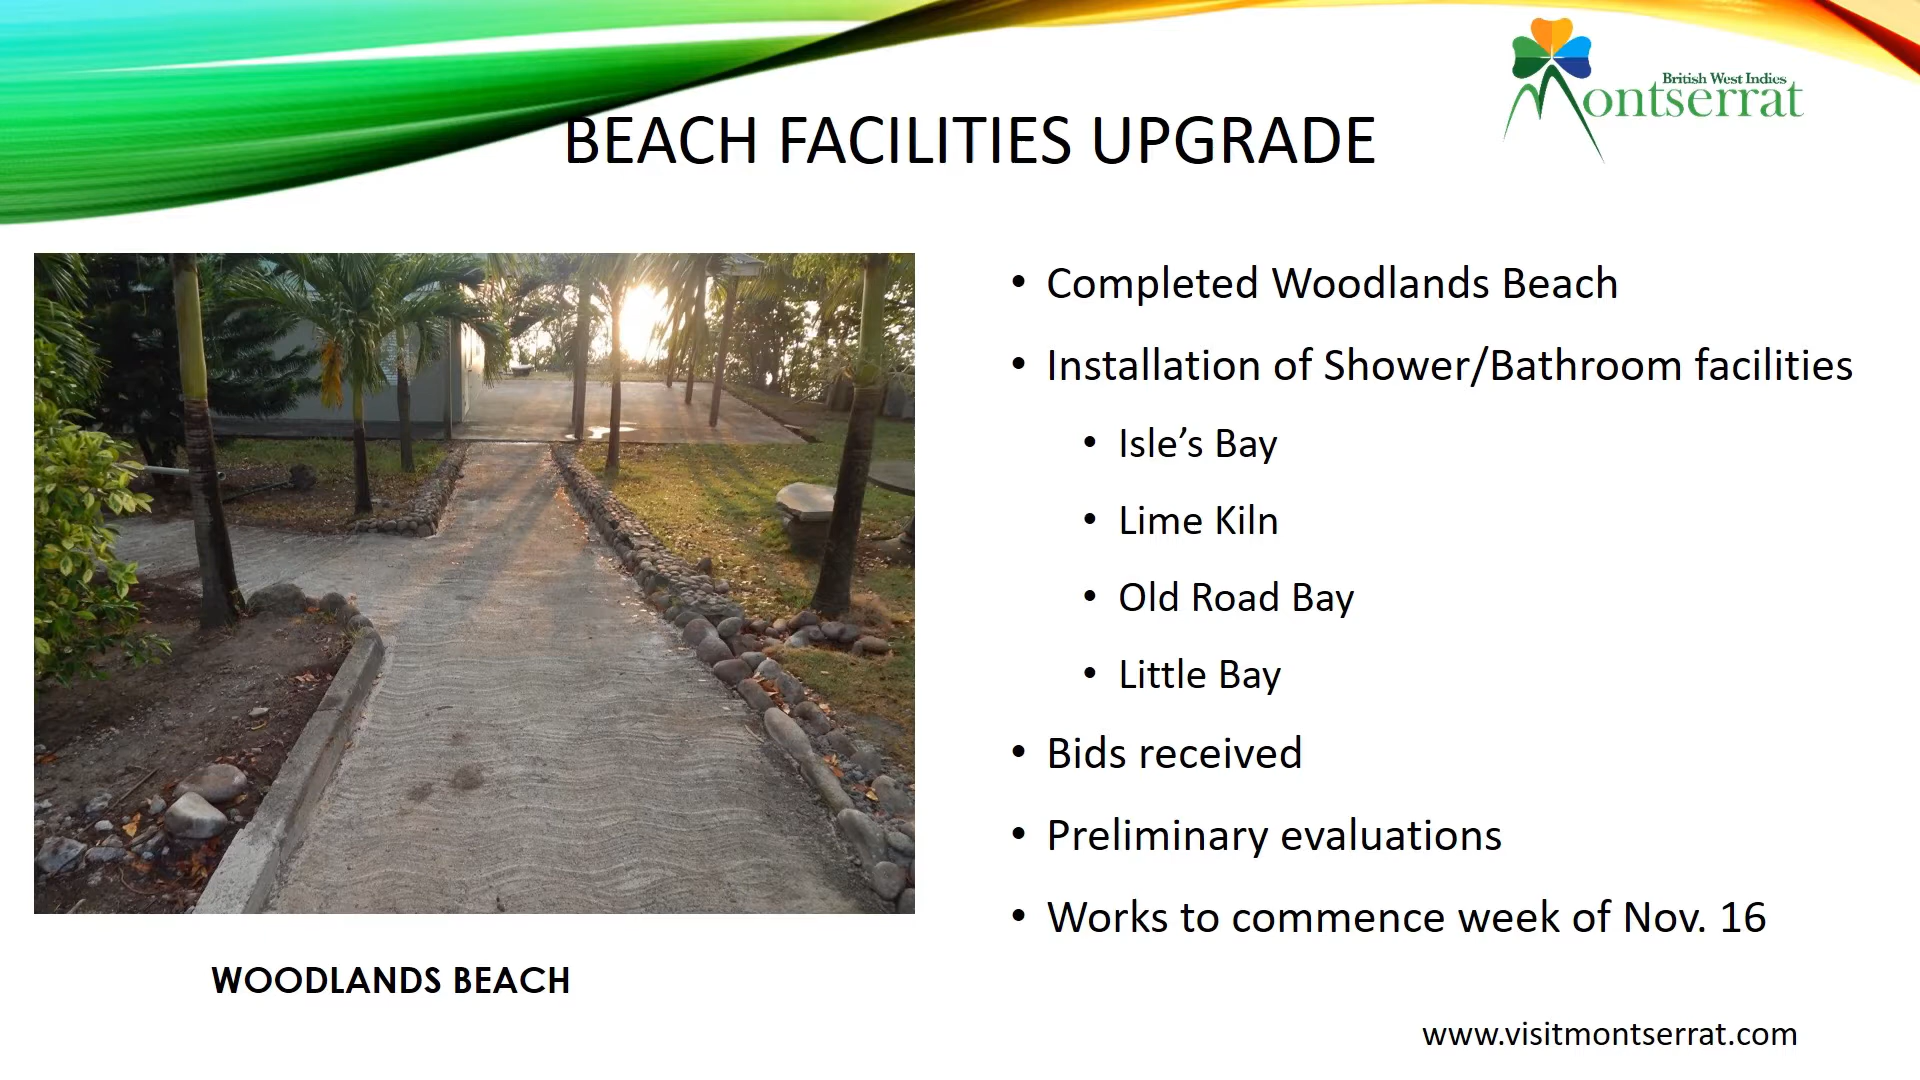 British West Indies
Montserrat
BEACH FACILITIES UPGRADE
• Completed Woodlands Beach
• Installation of Shower/Bathroom facilities
• Isle’s Bay
• Lime Kiln
• Old Road Bay
• Little Bay
• Bids received
• Preliminary evaluations
• Works to commence week of Nov. 16
WOODLANDS BEACH
www.visitmontserrat.com